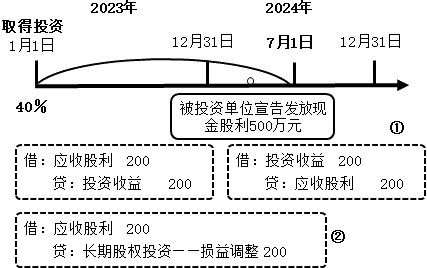 2023年 2024年
取得投资
1月1日 12月31日 7月1日 12月31日
40%
被投资单位宣告发放现
金股利500万元
①
借：应收股利 200 借：投资收益 200
贷：投资收益 200 贷：应收股利 200
借：应收股利 200 ②
贷：长期股权投资——损益调整 200